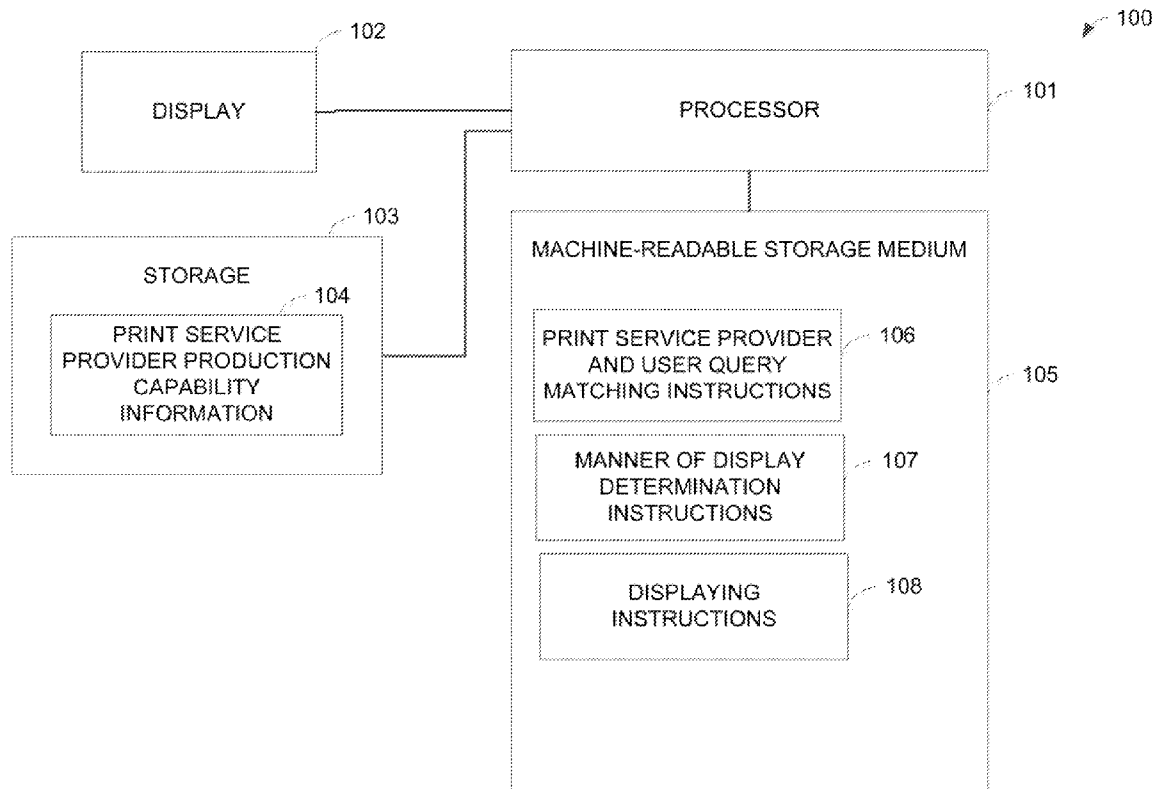 100
102
DISPLAY
PROCESSOR
101
103
STORAGE
104
PRINT SERVICE
PROVIDER PRODUCTION
CAPABILITY
INFORMATION
MACHINE-READABLE STORAGE MEDIUM
PRINT SERVICE PROVIDER
AND USER QUERY
MATCHING INSTRUCTIONS
106
105
MANNER OF DISPLAY
DETERMINATION
INSTRUCTIONS
107
DISPLAYING
INSTRUCTIONS
108